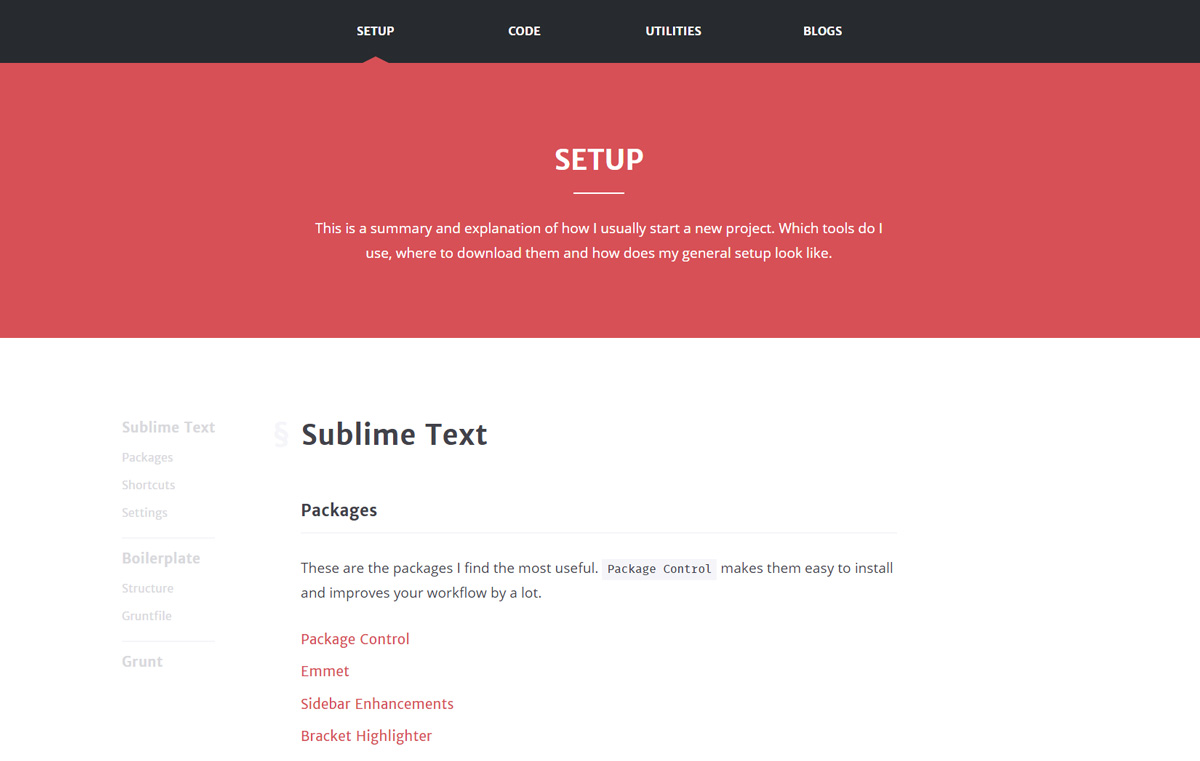 SETUP
CODE
UTILITIES
BLOGS
SETUP
This is a summary and explanation of how I usually start a new project. Which tools do I
use, where to download them and how does my general setup look like.
Sublime Text
Packages
Shortcuts
Settings
Boilerplate
Structure
Gruntfile
Grunt
§ Sublime Text
Packages
These are the packages I find the most useful. Package Control makes them easy to install
and improves your workflow by a lot.
Package Control
Emmet
Sidebar Enhancements
Bracket Highlighter